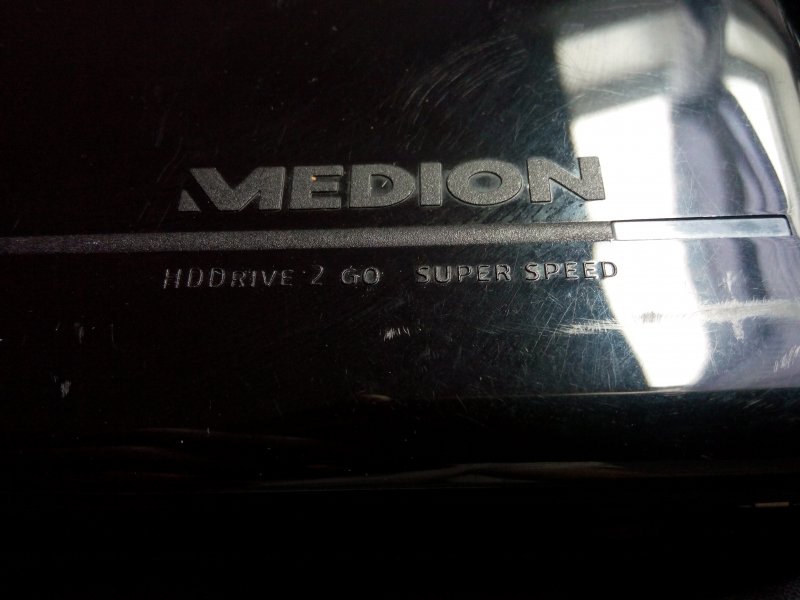 MEDION
HDDRIVE 2 GO SUPER SPEED